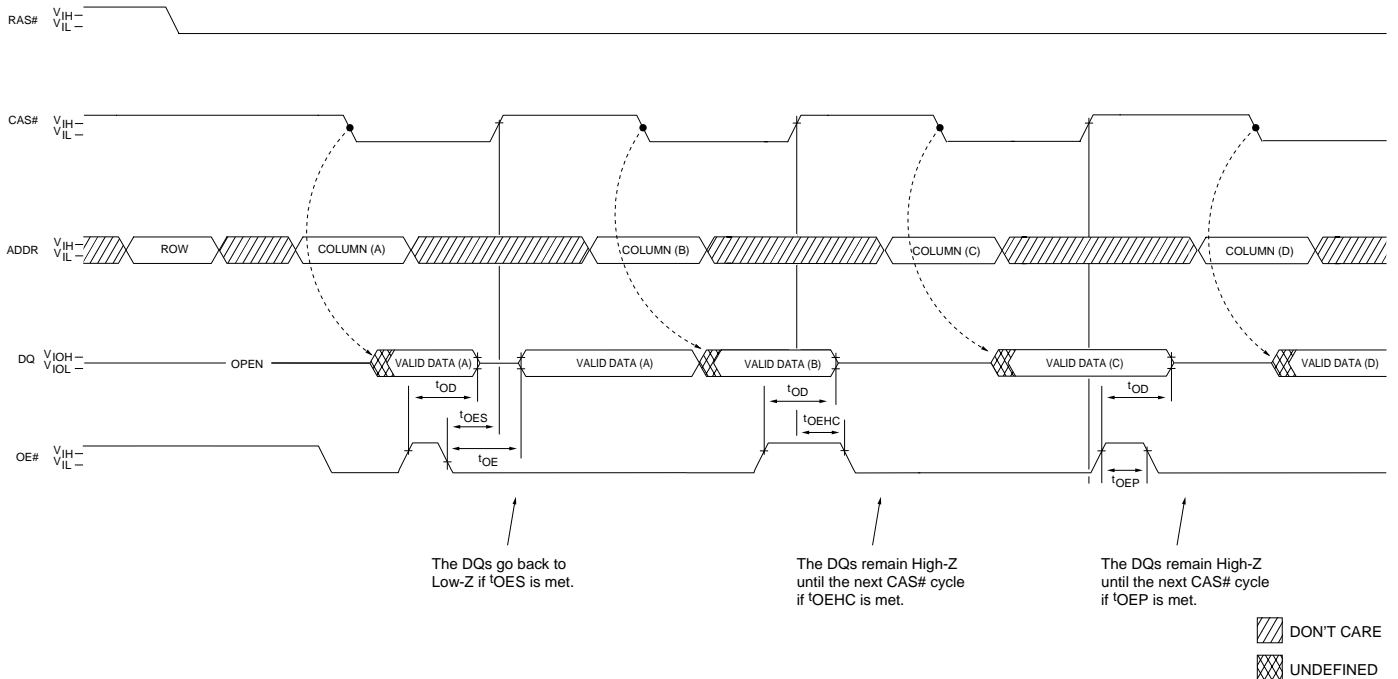 RAS# VIH VIL
CAS# VIH VIL
ADDR VIH VIL ROW COLUMN (A) COLUMN (B) COLUMN (C) COLUMN (D)
DQ VIOH VIOL OPEN VALID DATA (A) VALID DATA (A) VALID DATA (B) VALID DATA (C) VALID DATA (D)
tOD tOD tOD
tOES tOEHC
tOE
OE# VIH VIL
tOEP
The DQs go back to
Low-Z if tOES is met.
The DQs remain High-Z
until the next CAS# cycle
if tOEHC is met.
The DQs remain High-Z
until the next CAS# cycle
if tOEP is met.
DON'T CARE
UNDEFINED